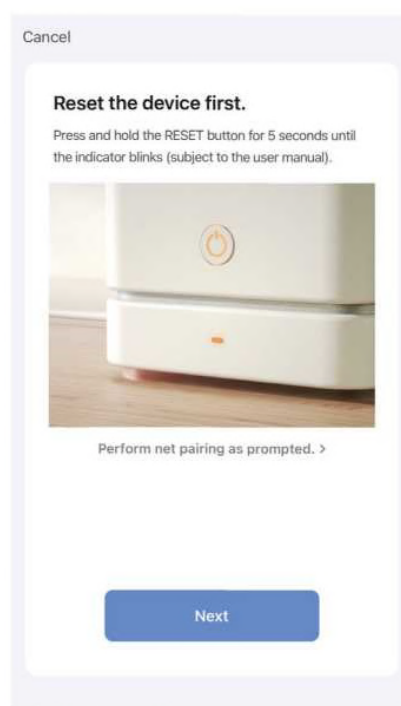 Cancel
Reset the device first.
Press and hold the RESET button for 5 seconds until
the indicator blinks (subject to the user manual).
Perform net pairing as prompted. >
Next